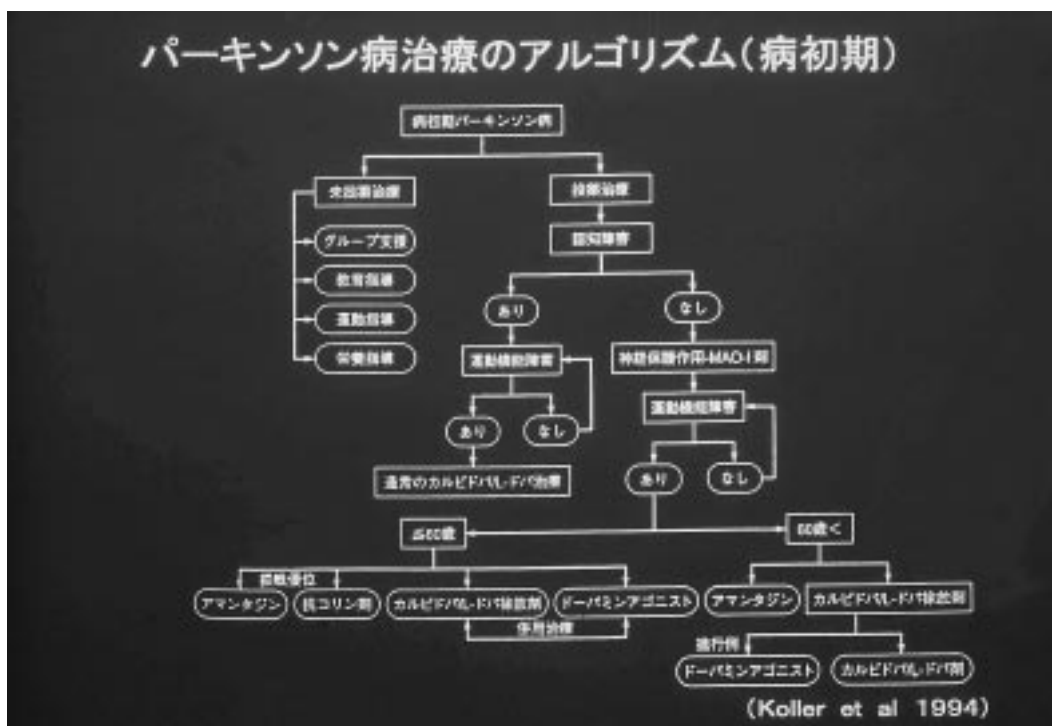 パーキンソン病治療のアルゴリズム(病初期)
病初期パーキンソン病
投薬治療
グループ支援
認知障害
教育指導
運動指導
あり
なし
栄養指導
運動機能障害
神経保護作用-MAO-I剤
運動機能障害
あり
なし
あり
なし
通常のカルビドパ/L-ドパ治療
≦60歳
60歳<
振戦優位
アマンタジン
抗コリン剤
カルビドパ/L-ドパ徐放剤
ドーパミンアゴニスト
アマンタジン
カルビドパ/L-ドパ徐放剤
併用治療
進行例
ドーパミンアゴニスト
カルビドパ/L-ドパ剤
(Koller et al 1994)